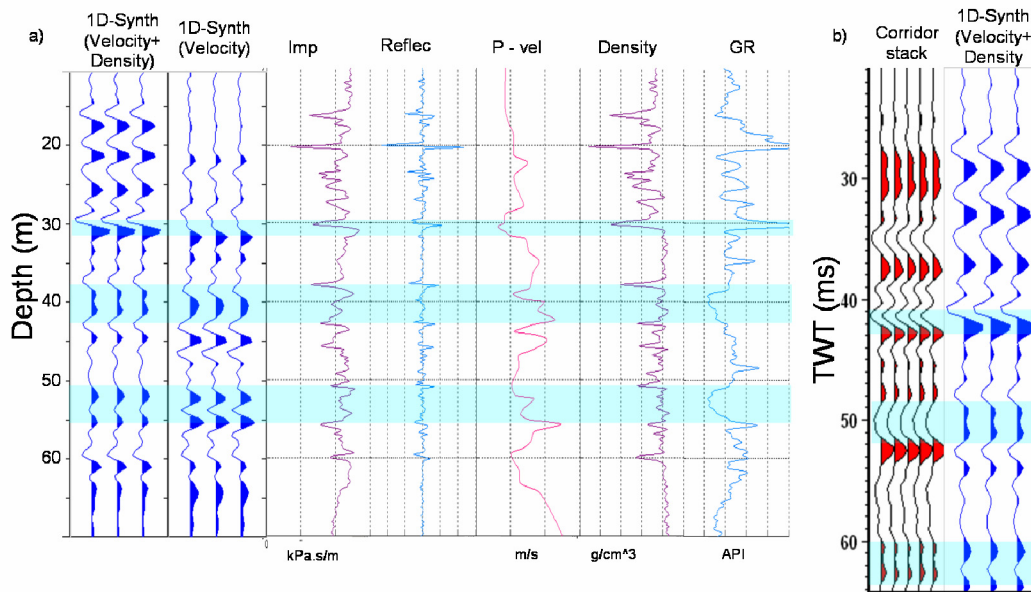 a)
1D-Synth
(Velocity+
Density)
1D-Synth
(Velocity)
Imp
Reflec
P - vel
Density
GR
Depth (m)
20
30
40
50
60
kPa.s/m
m/s
g/cm^3
API
b)
Corridor
stack
1D-Synth
(Velocity+
Density
TWT (ms)
30
40
50
60